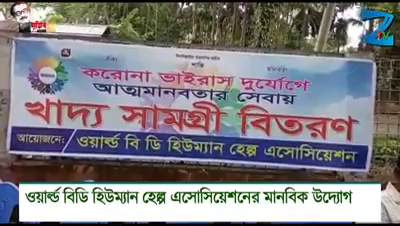 করোনা ভাইরাস দুর্যোগে
আত্মমানবতার সেবায়
খাদ্য সামগ্রী বিতরণ
আয়োজনে: ওয়ার্ল্ড বি ডি হিউম্যান হেল্প এসোসিয়েশন
ওয়ার্ল্ড বিডি হিউম্যান হেল্প এসোসিয়েশনের মানবিক উদ্যোগ